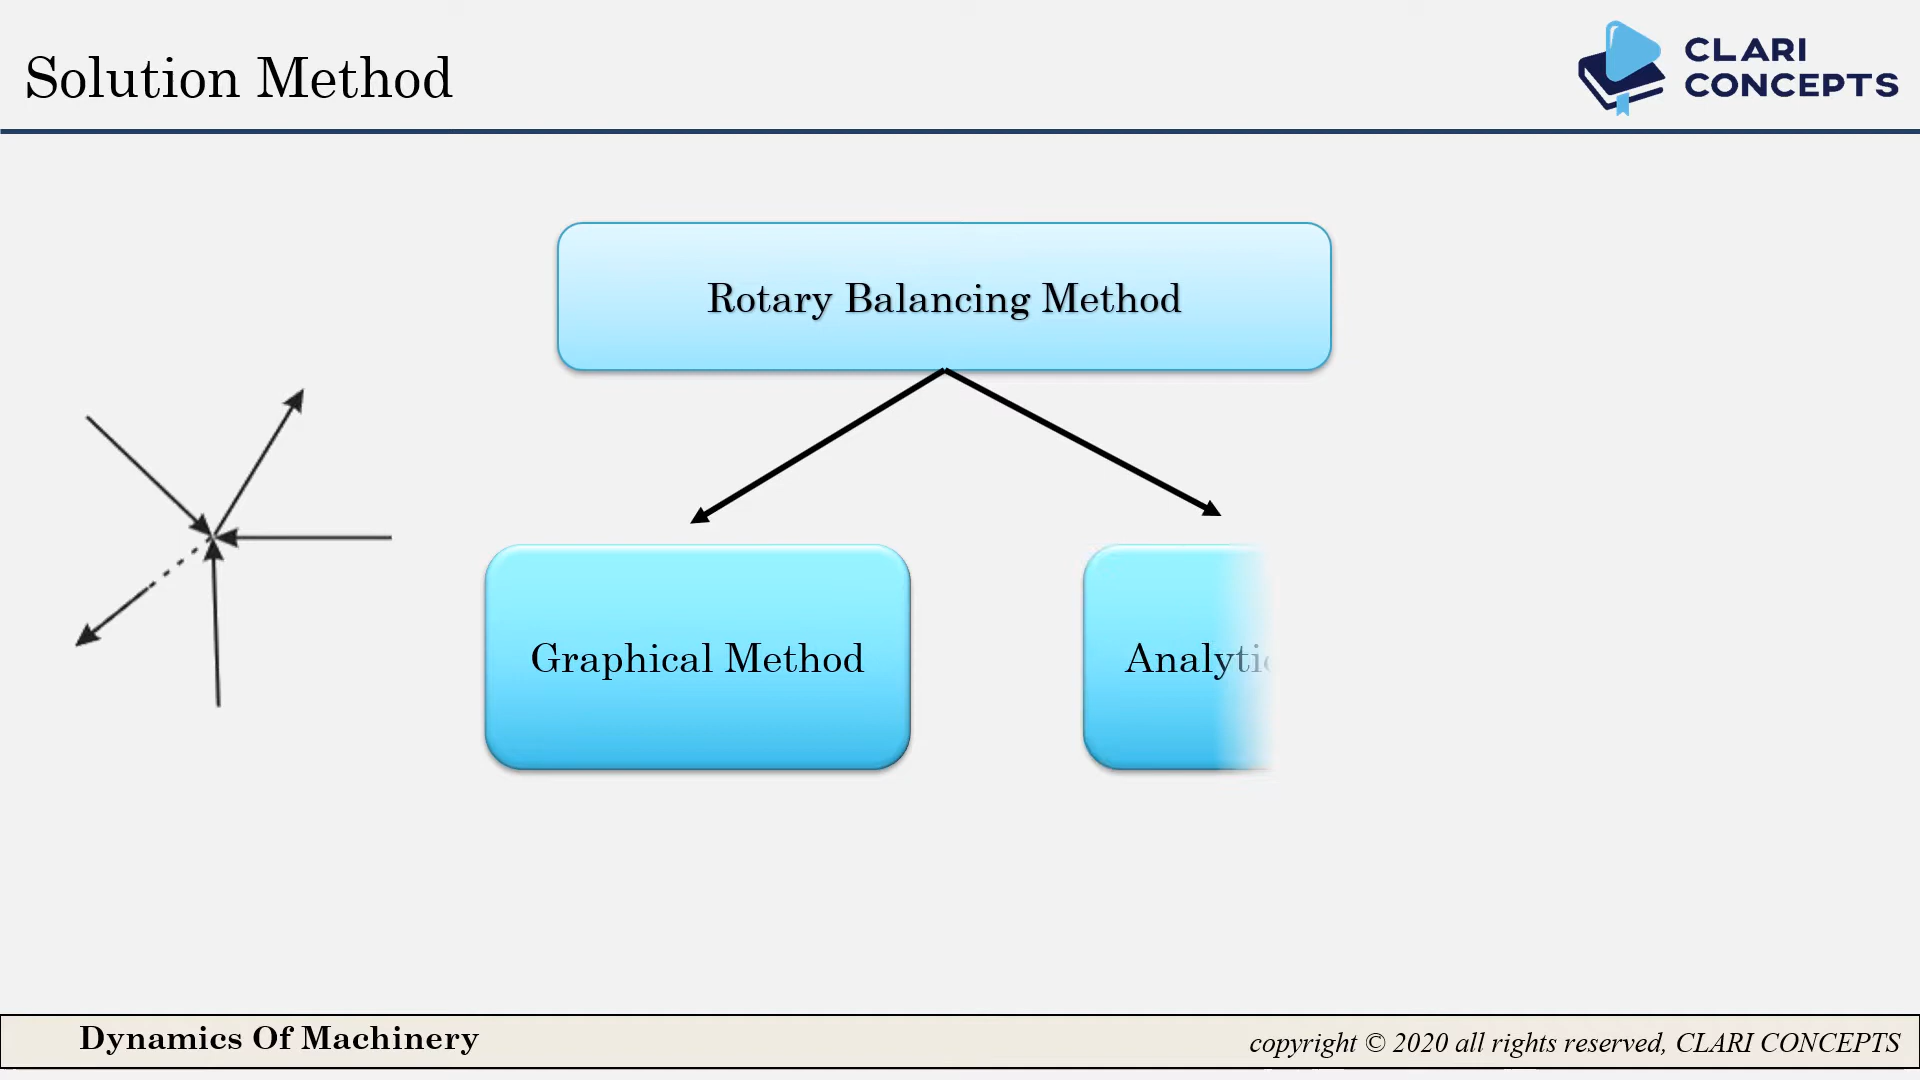 Solution Method
CLARI
CONCEPTS
Rotary Balancing Method
Graphical Method
Dynamics Of Machinery
copyright © 2020 all rights reserved, CLARI CONCEPTS